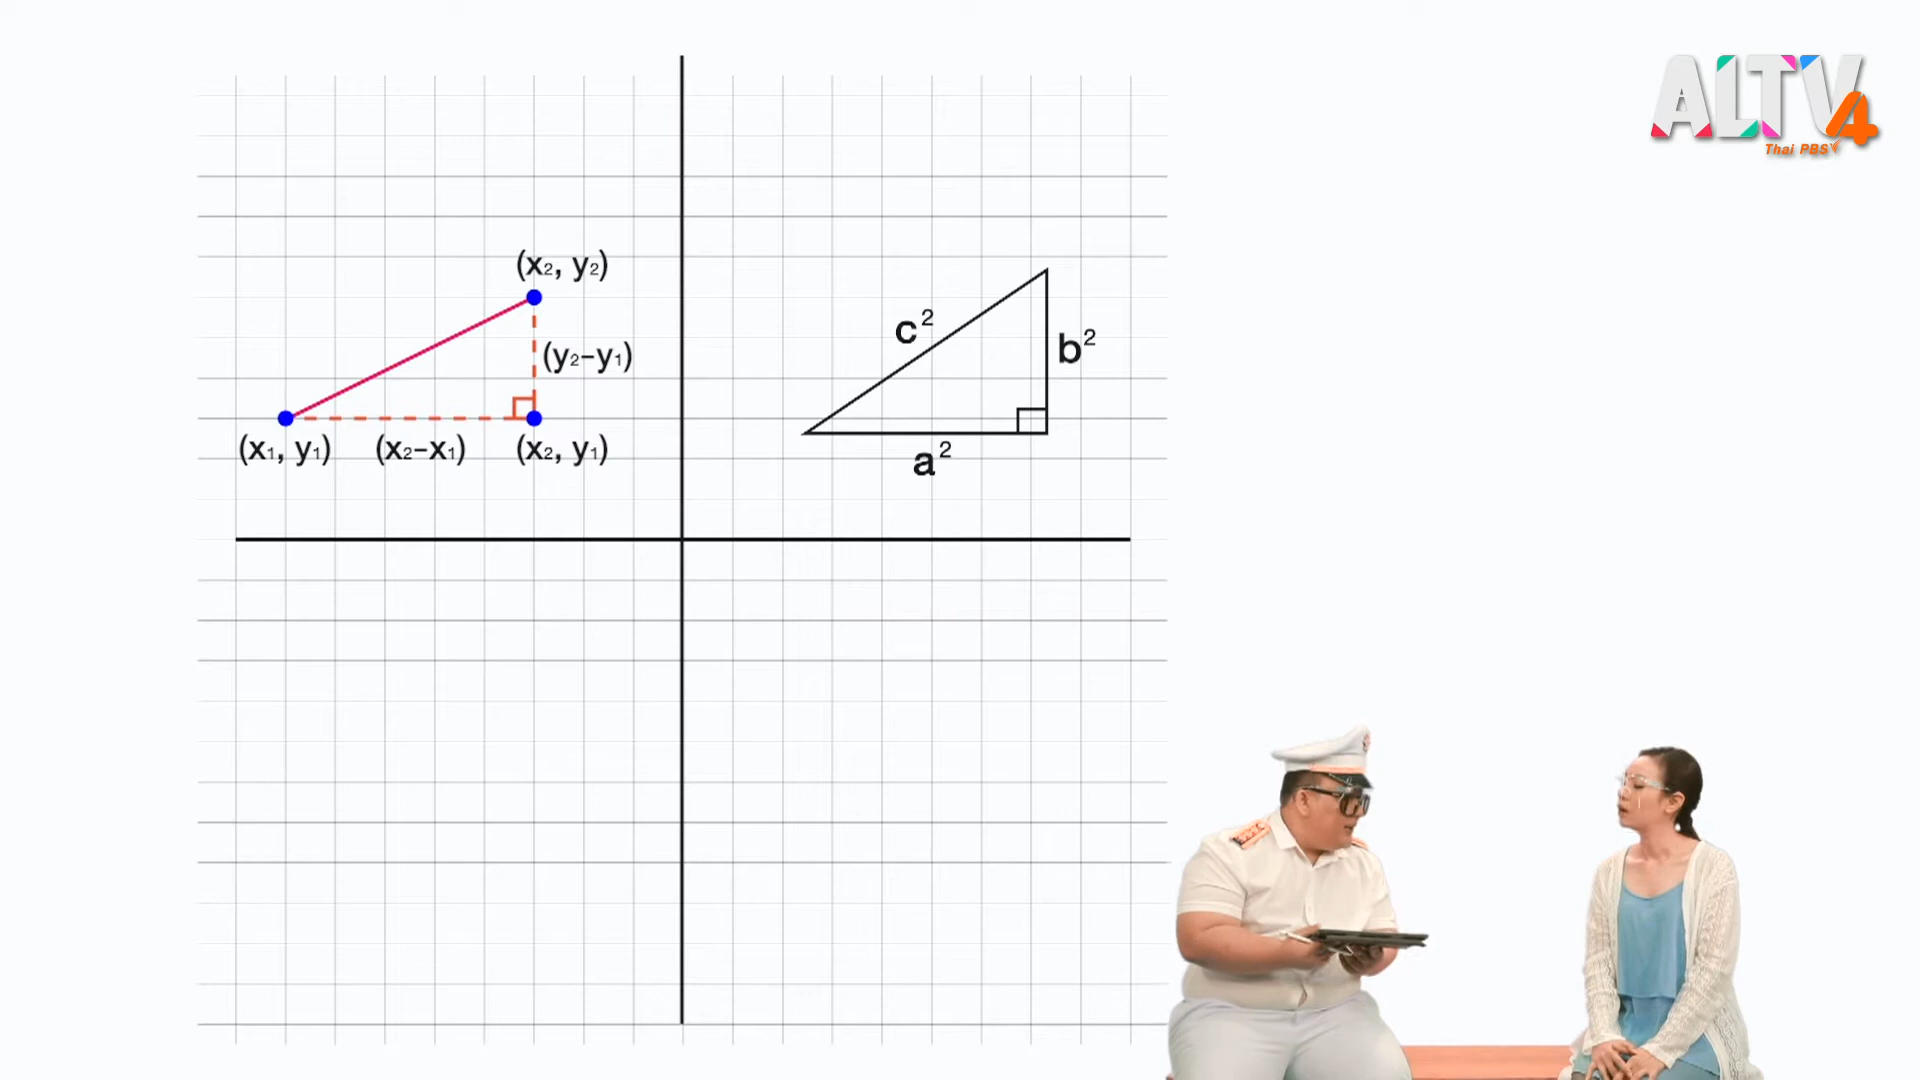 ALTV4
Thai PBS
(x₂, y₂)
(y₂−y₁)
(x₁, y₁) (x₂−x₁) (x₂, y₁)
c²
b²
a²